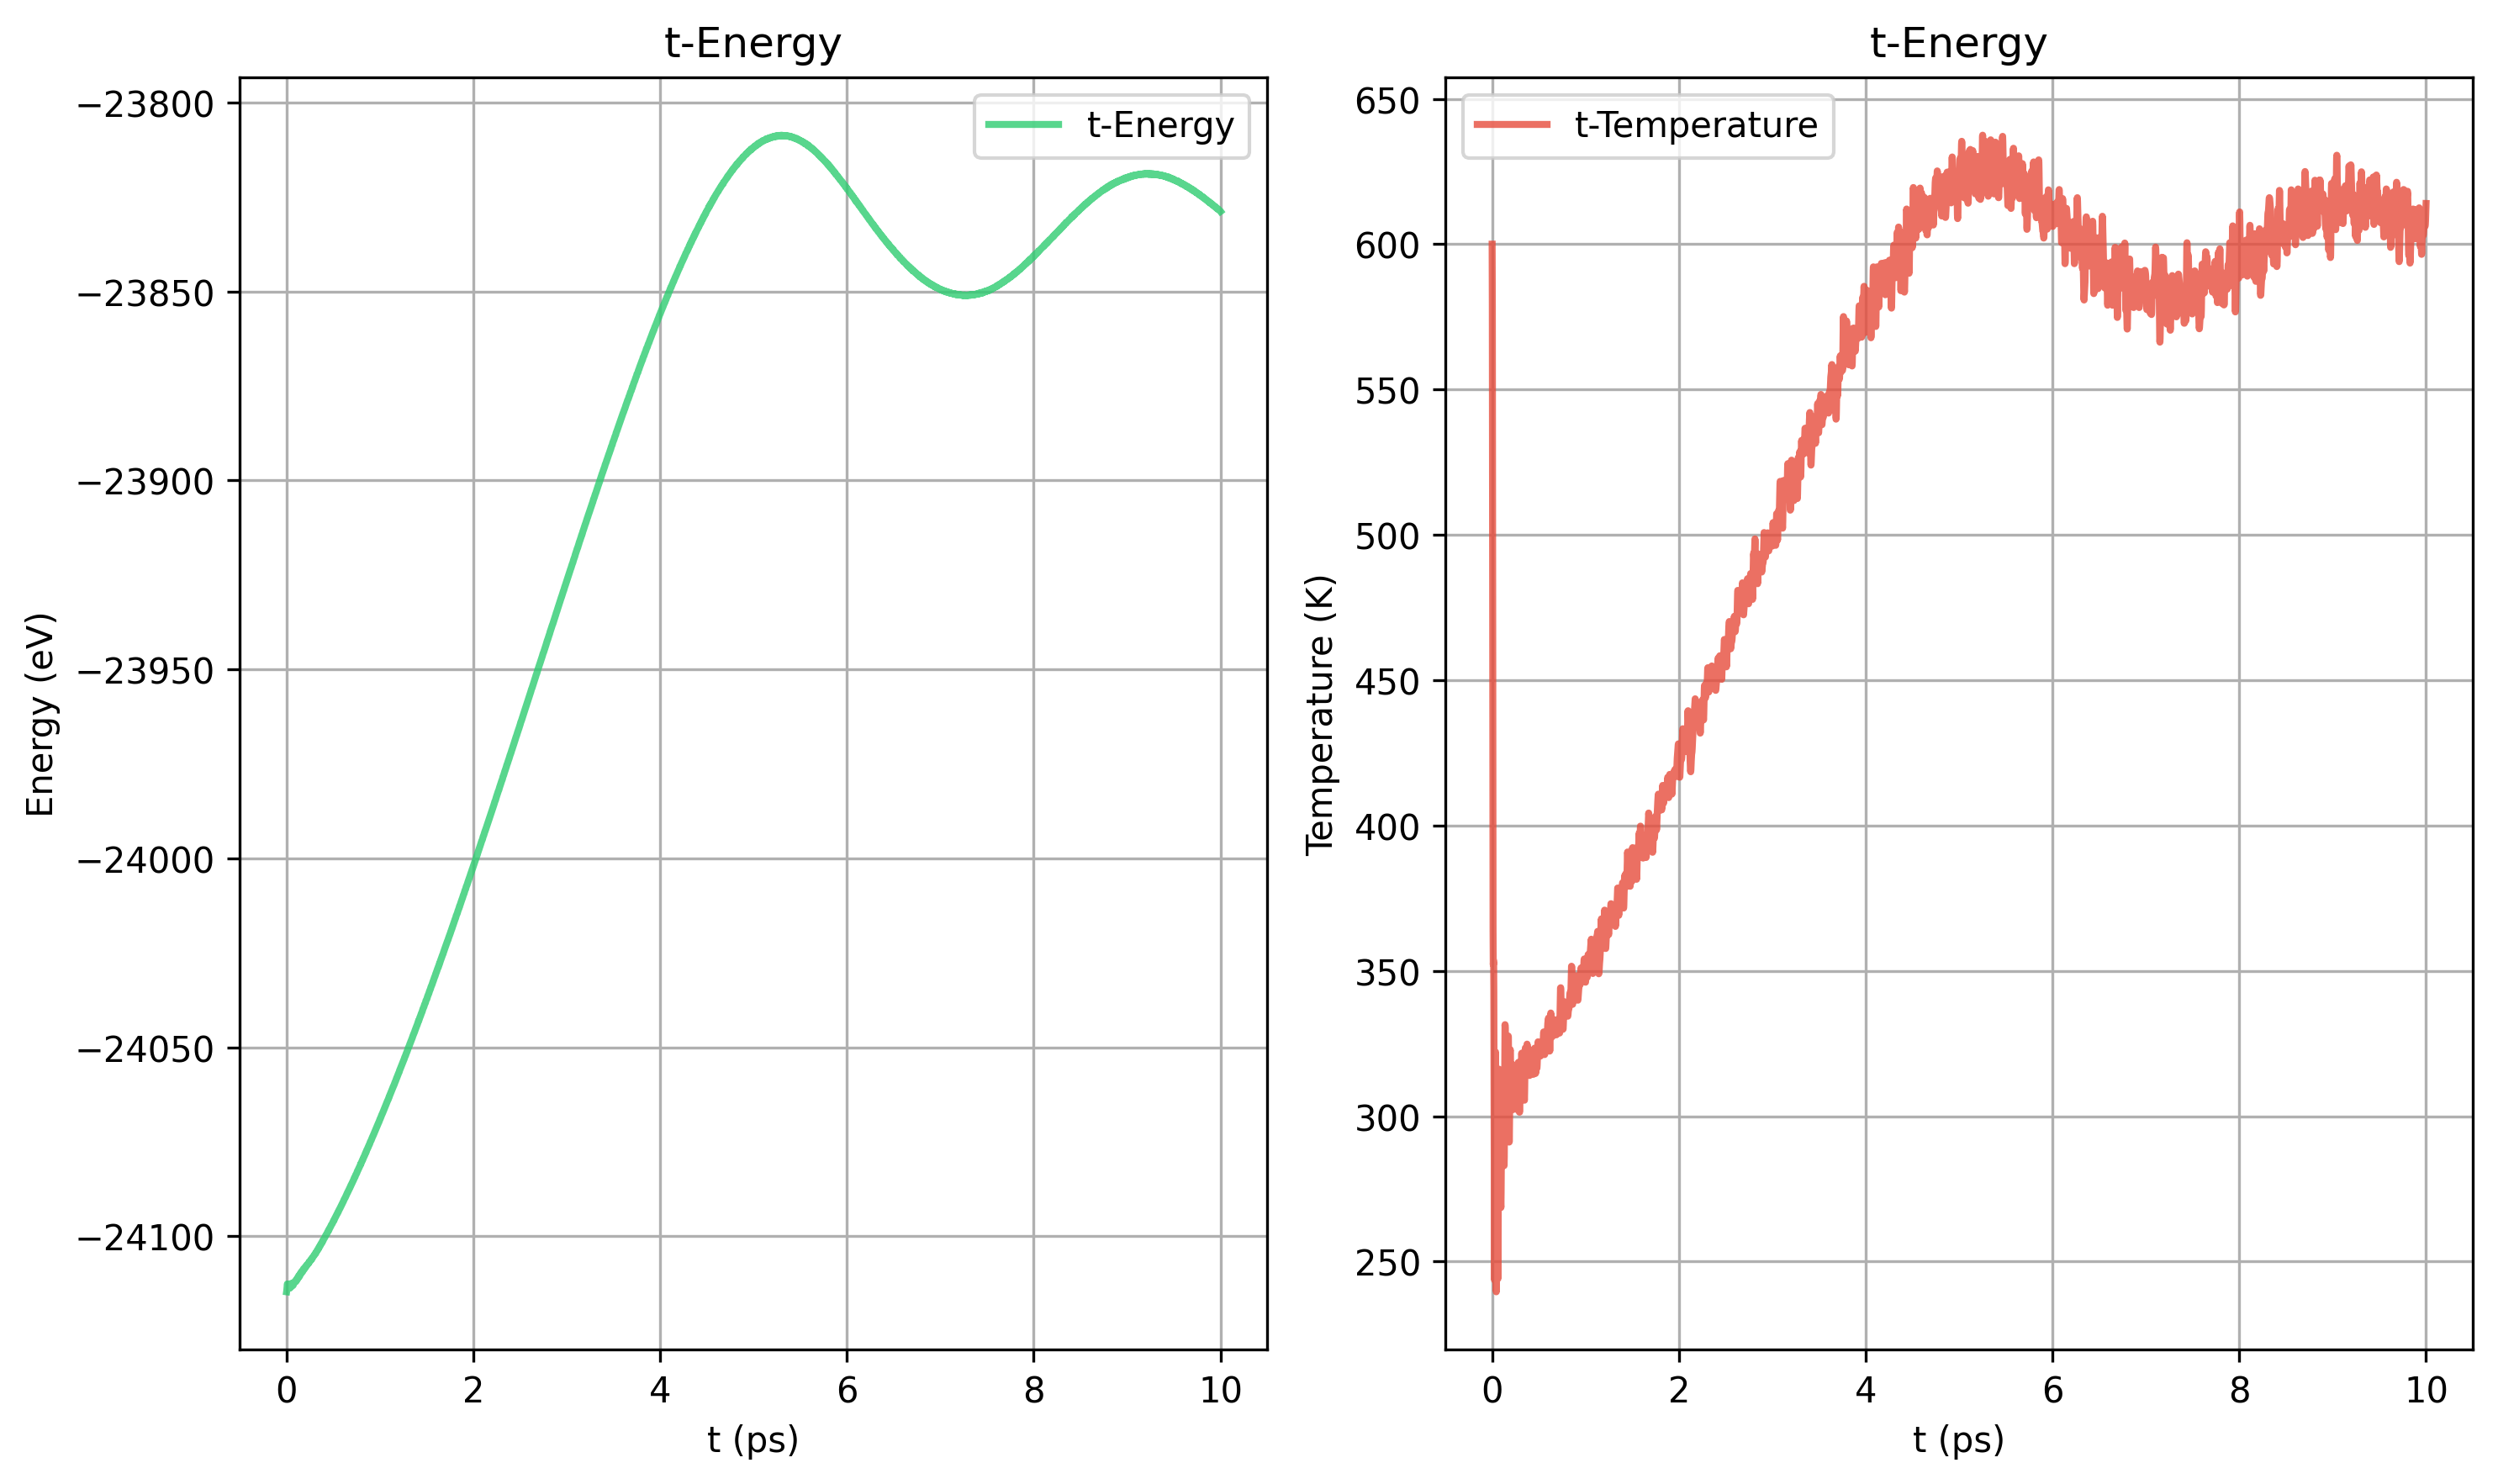 t-Energy
t-Energy
Energy (eV)
−23800
−23850
−23900
−23950
−24000
−24050
−24100
0 2 4 6 8 10
t (ps)
t-Energy
t-Temperature
Temperature (K)
650
600
550
500
450
400
350
300
250
0 2 4 6 8 10
t (ps)